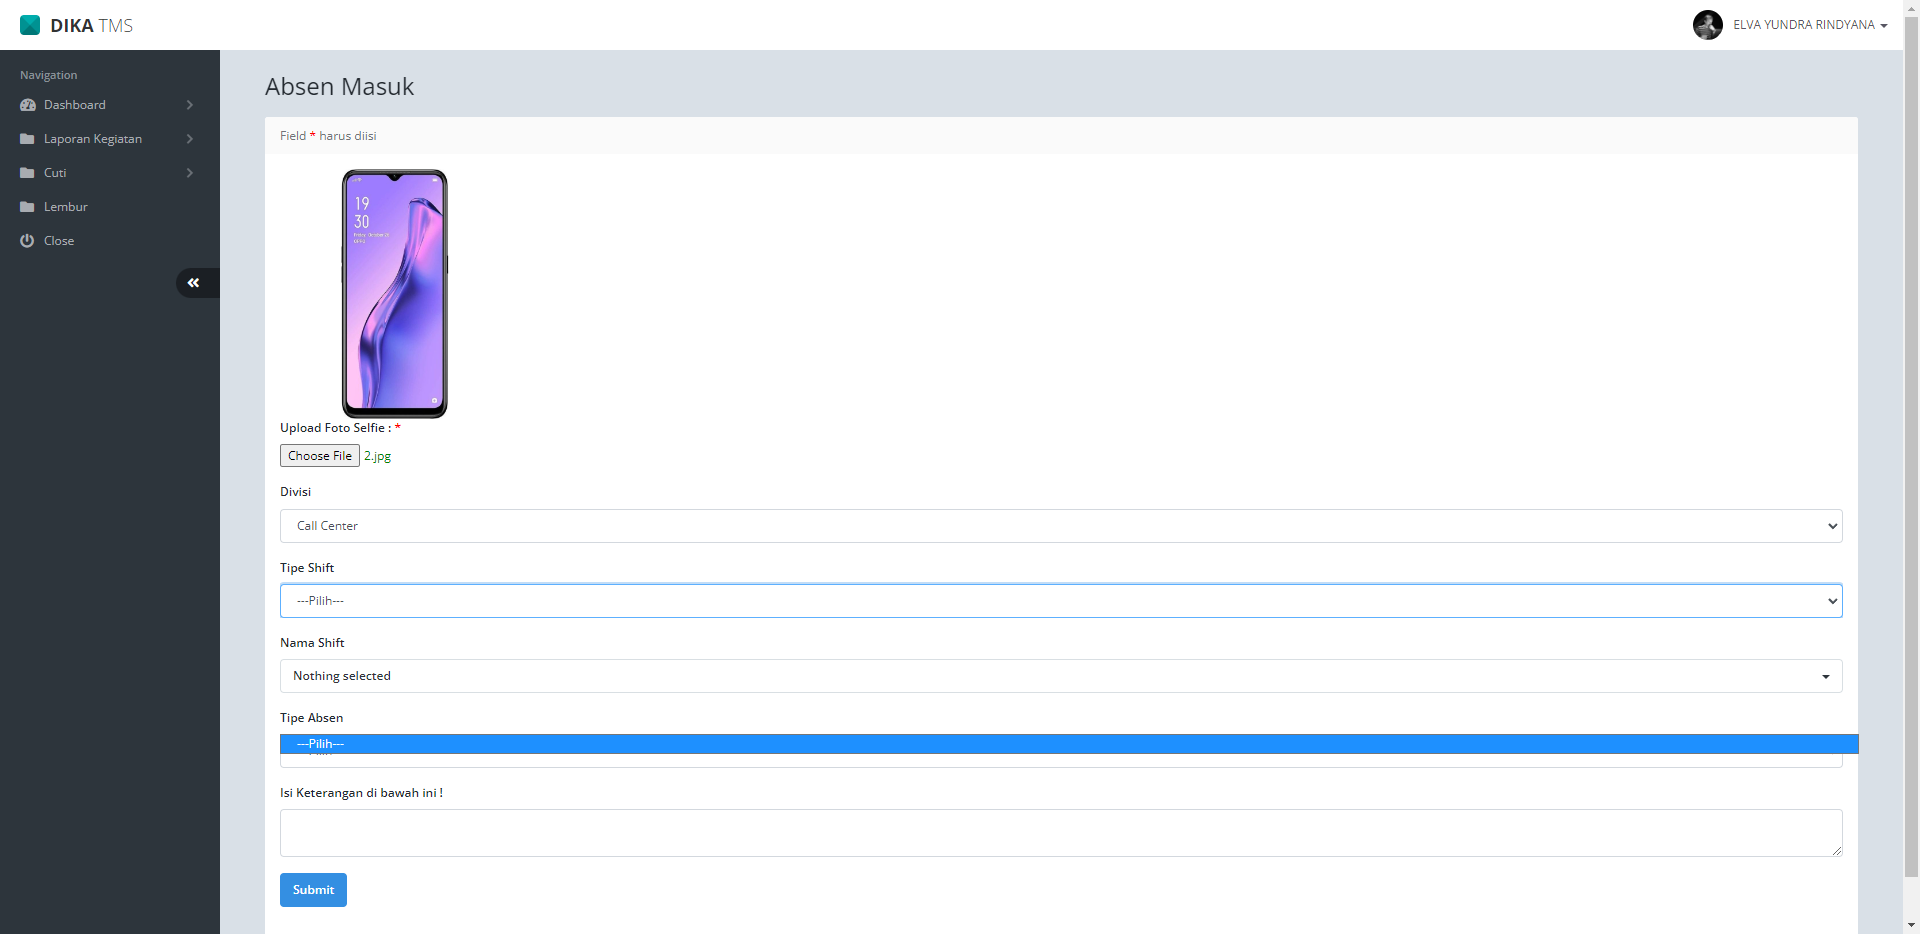 DIKA TMS
ELVA YUNDRA RINDYANA
Navigation
Dashboard
Laporan Kegiatan
Cuti
Lembur
Close
Absen Masuk
Field * harus diisi
19
30
Upload Foto Selfie : *
Choose File 2.jpg
Divisi
Call Center
Tipe Shift
---Pilih---
Nama Shift
Nothing selected
Tipe Absen
---Pilih---
Isi Keterangan di bawah ini !
Submit